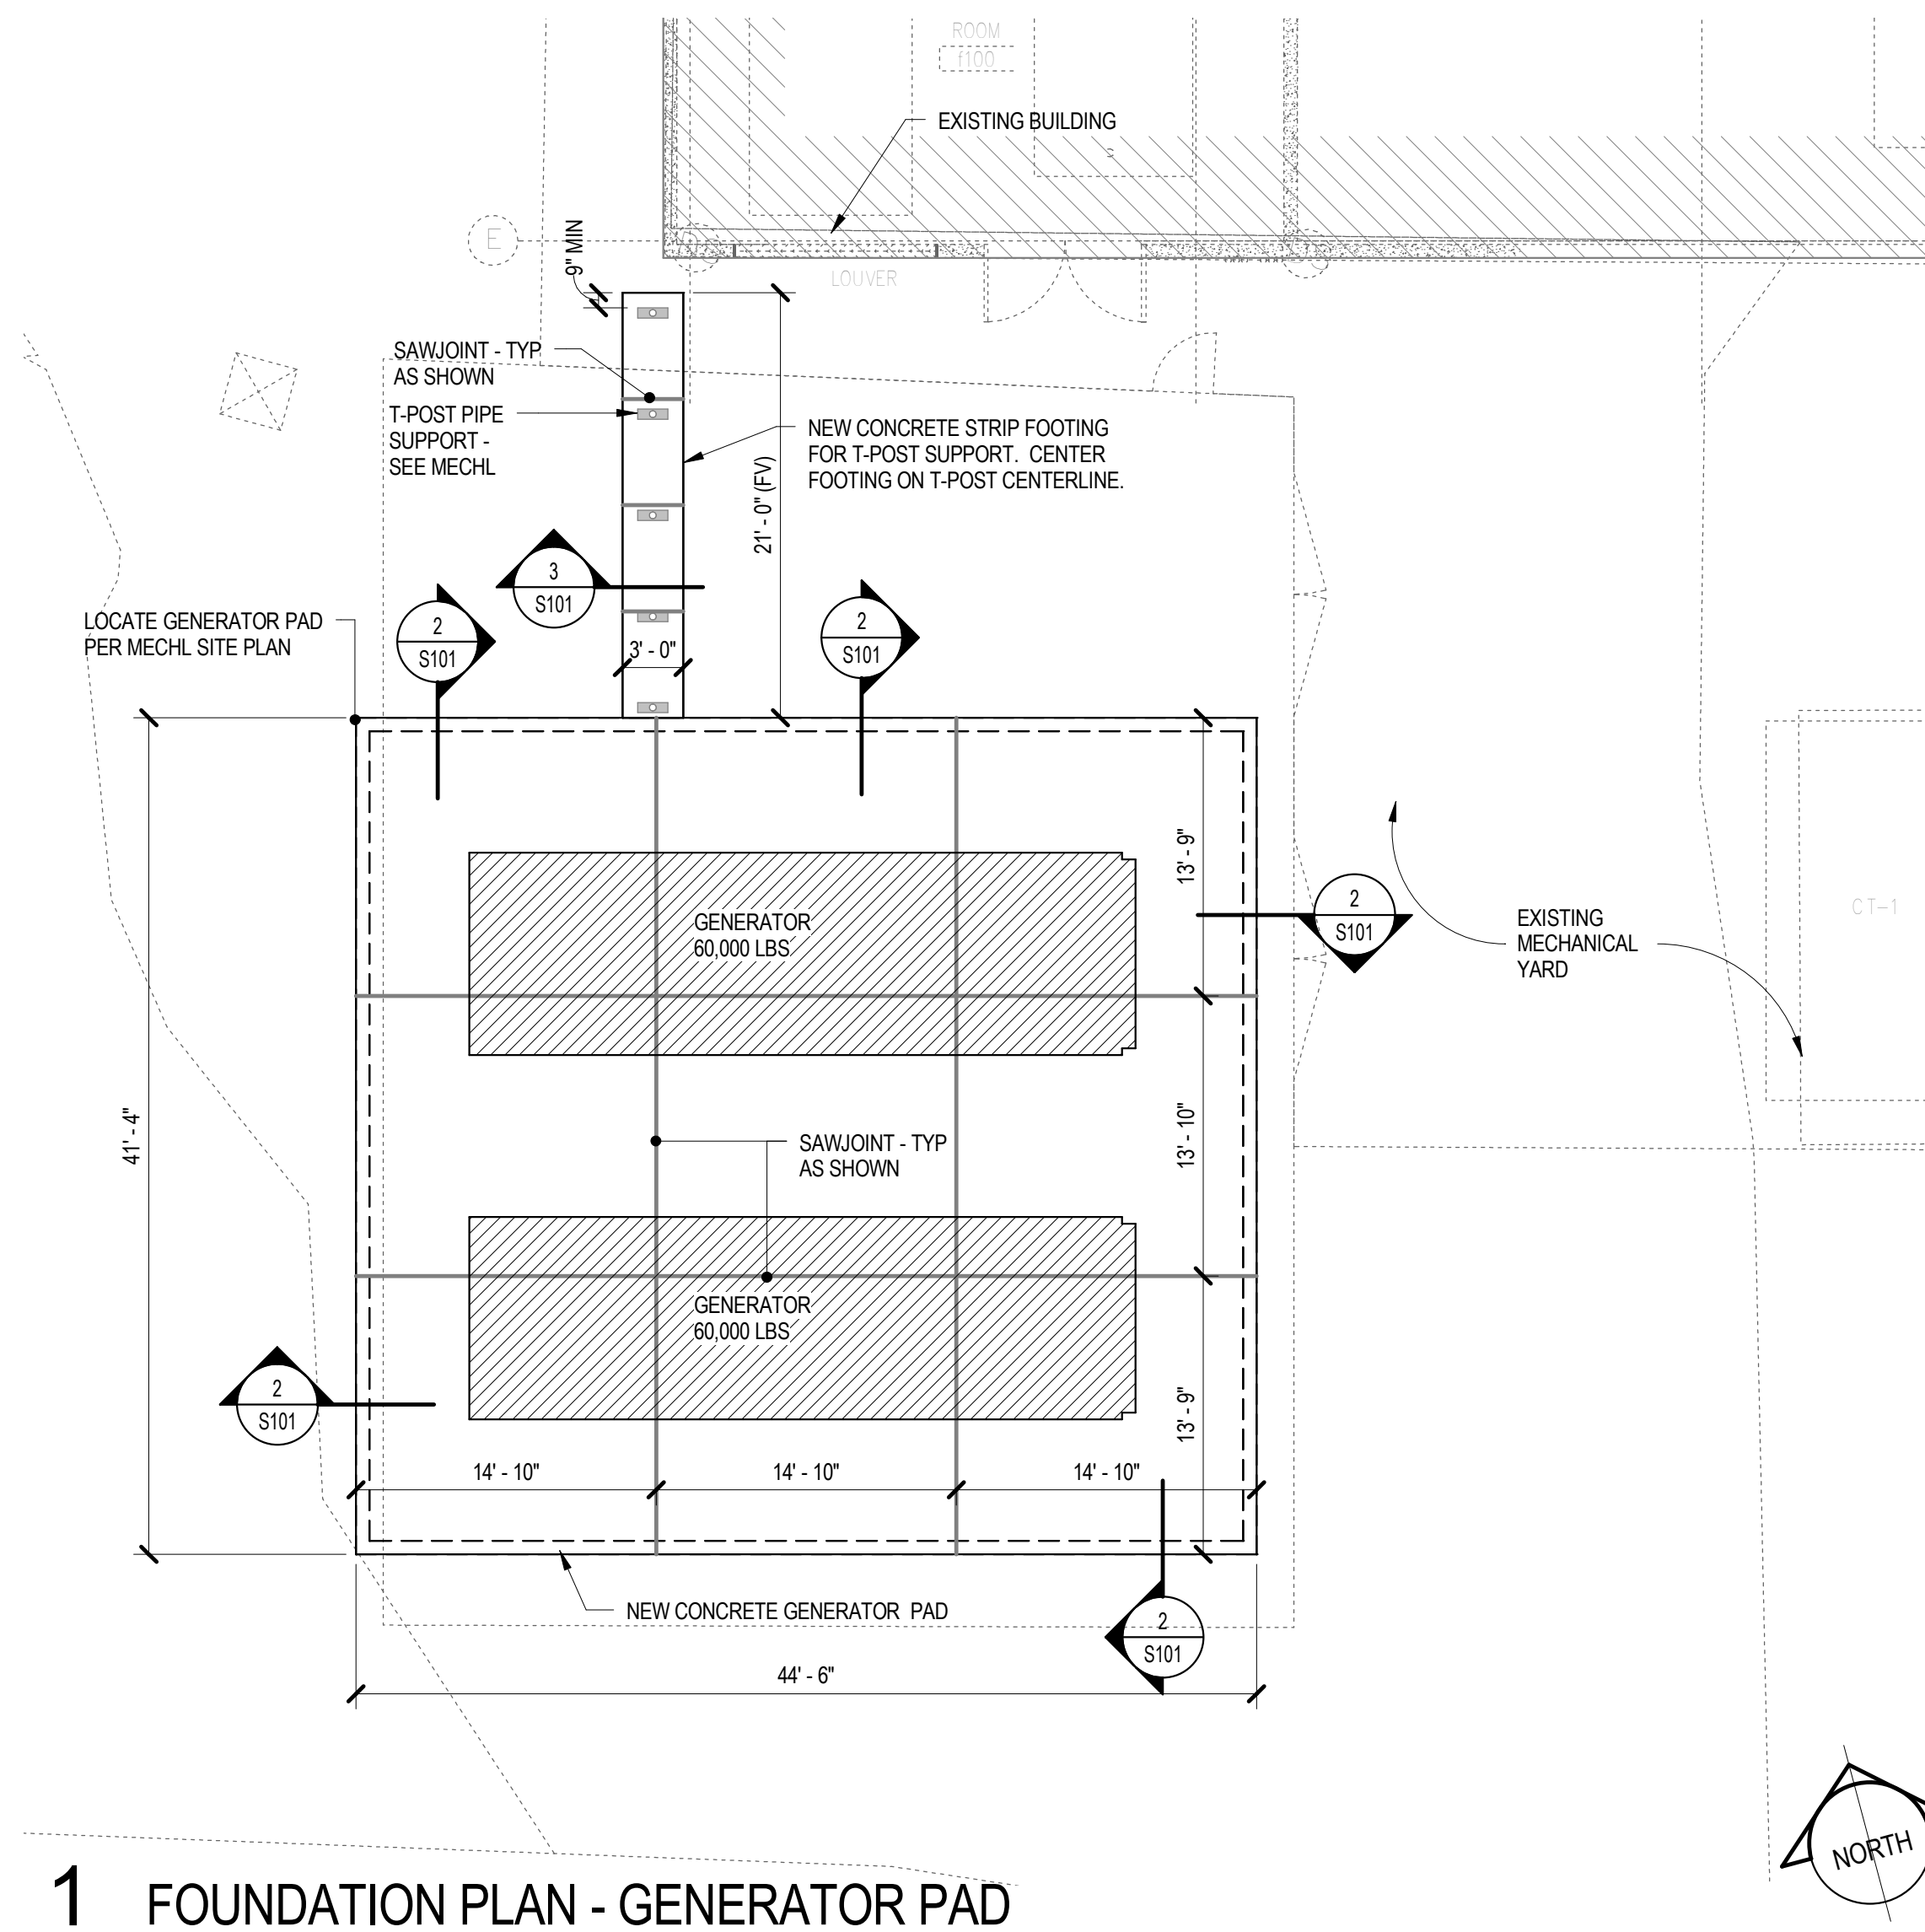 ROOM
f100
EXISTING BUILDING
E
LOUVER
9" MIN
SAWJOINT - TYP
AS SHOWN
T-POST PIPE
SUPPORT -
SEE MECHL
NEW CONCRETE STRIP FOOTING
FOR T-POST SUPPORT. CENTER
FOOTING ON T-POST CENTERLINE.
21' - 0" (FV)
3
S101
LOCATE GENERATOR PAD
PER MECHL SITE PLAN
2
S101
3' - 0"
2
S101
13' - 9"
GENERATOR
60,000 LBS
2
S101
EXISTING
MECHANICAL
YARD
CT-1
41' - 4"
13' - 10"
SAWJOINT - TYP
AS SHOWN
GENERATOR
60,000 LBS
2
S101
13' - 9"
14' - 10"
14' - 10"
14' - 10"
NEW CONCRETE GENERATOR PAD
2
S101
44' - 6"
NORTH
1 FOUNDATION PLAN - GENERATOR PAD